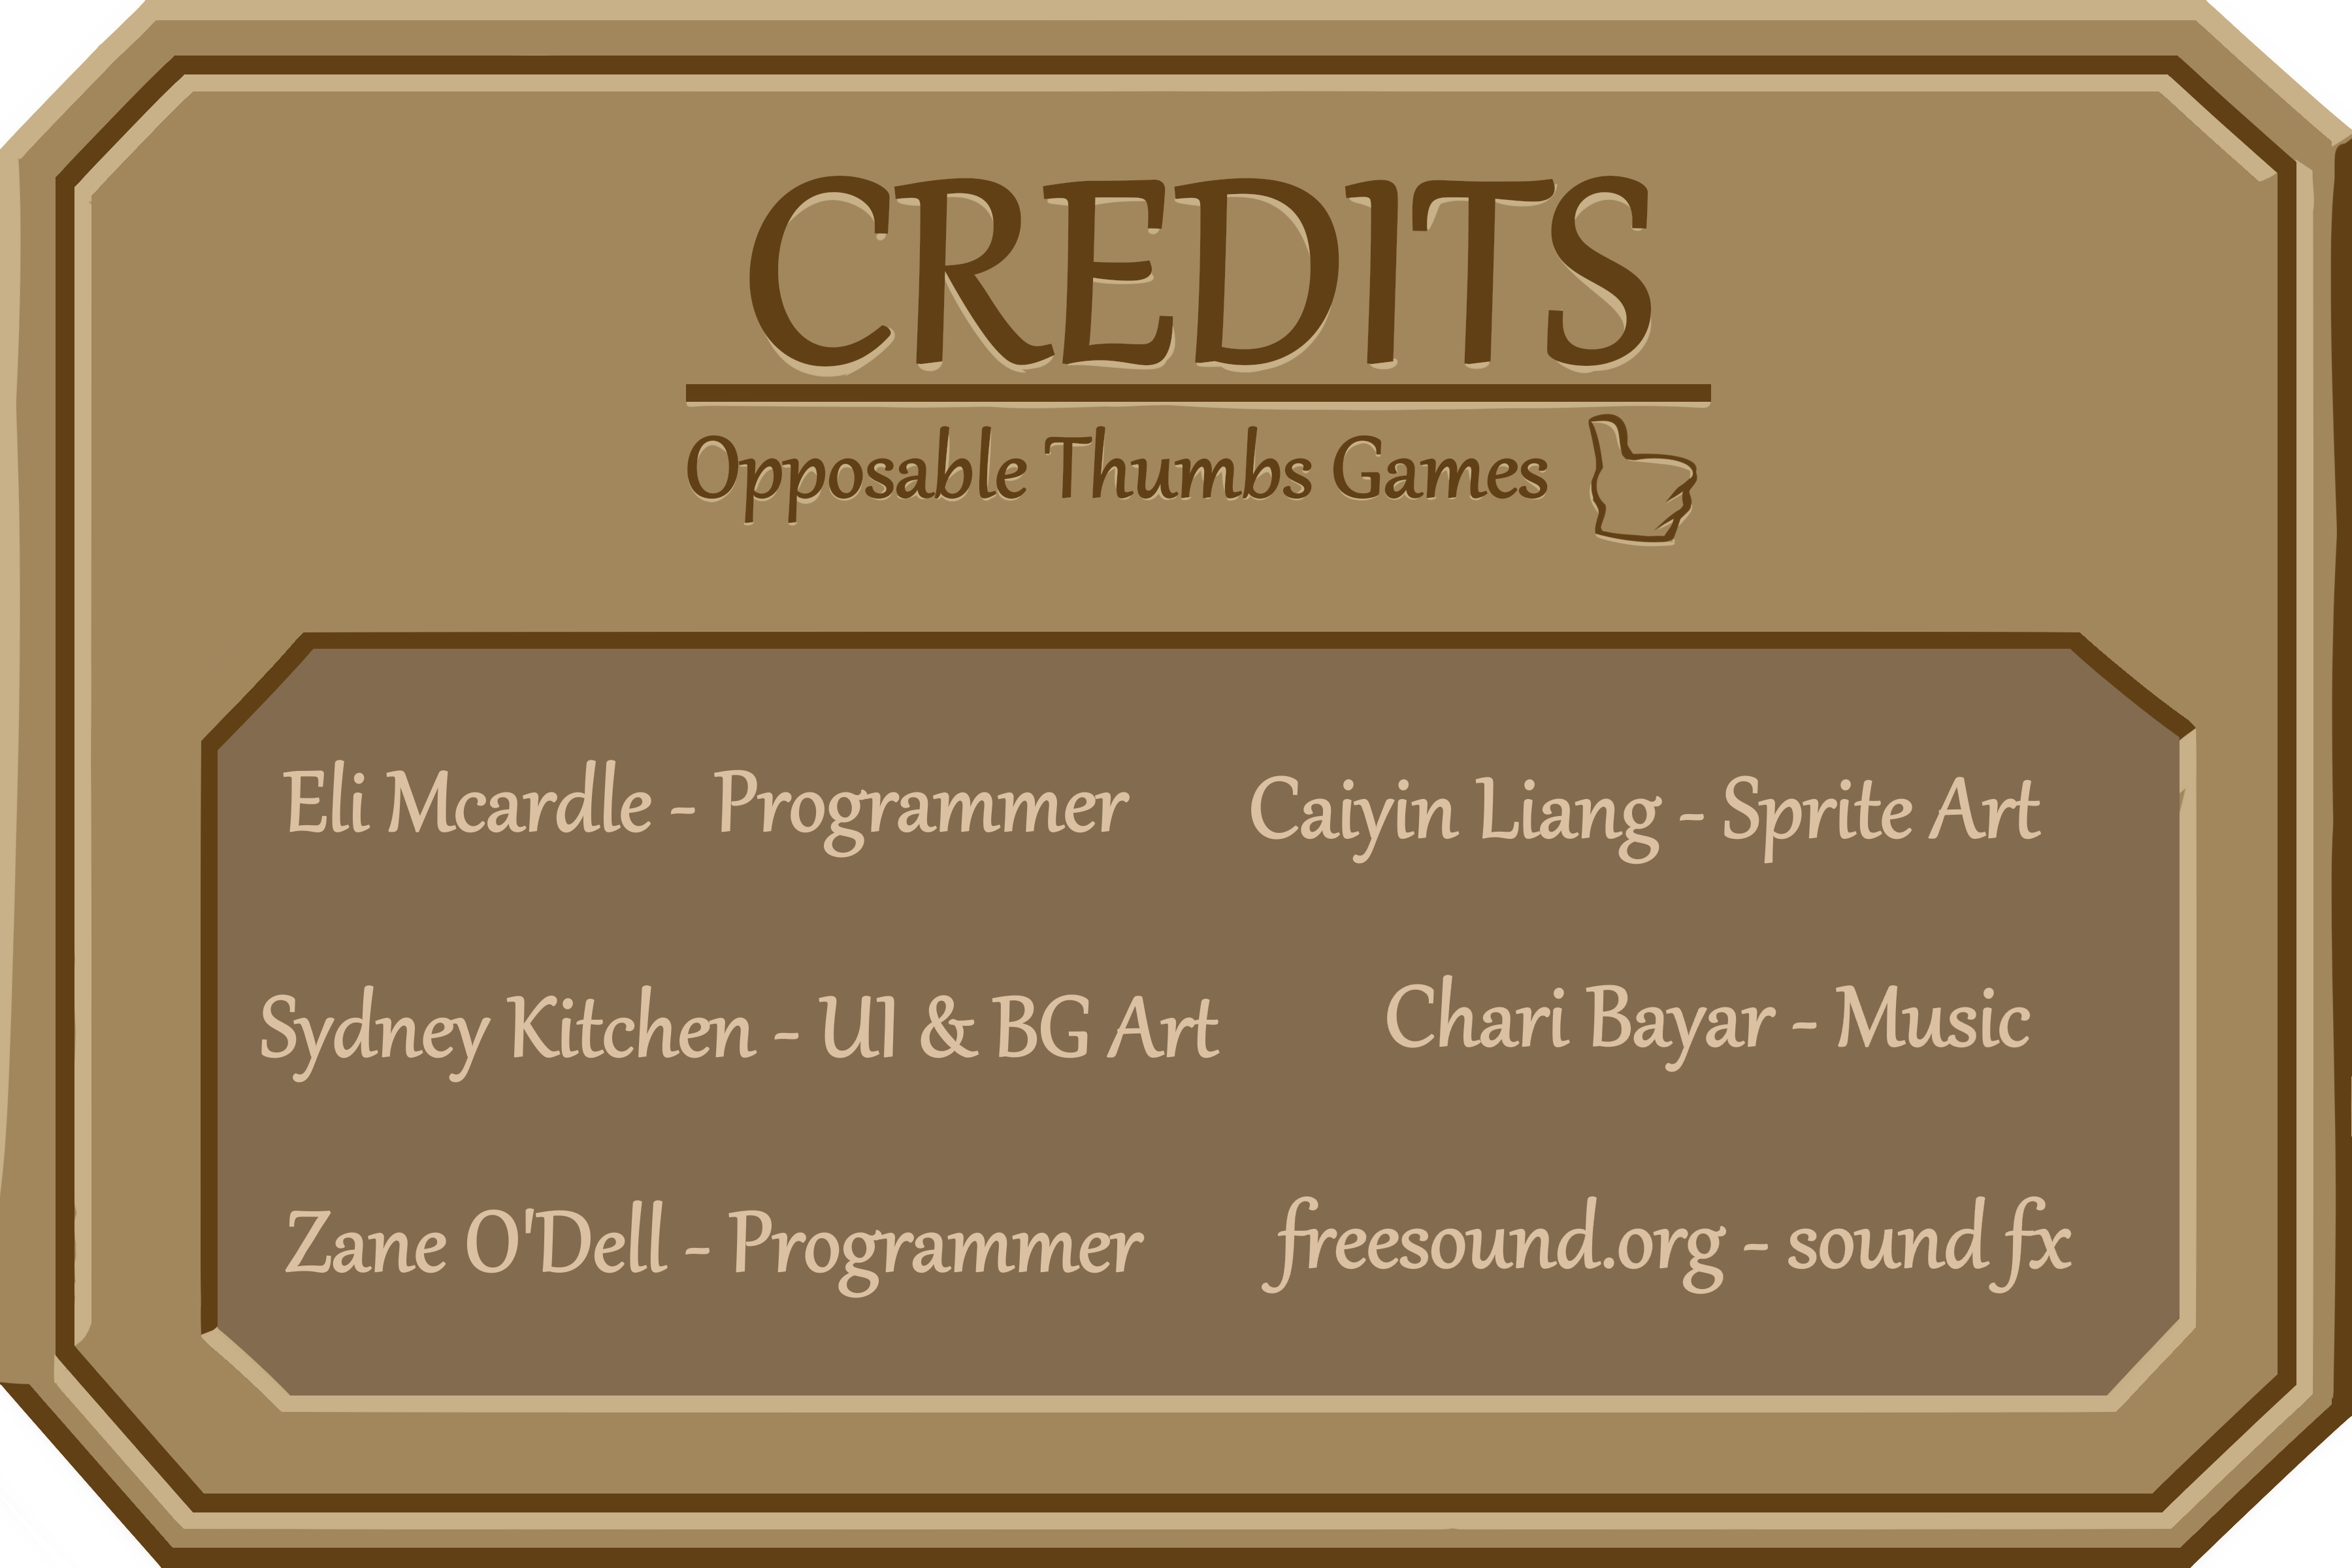 CREDITS
Opposable Thumbs Games
Eli Mcardle - Programmer
Caiyin Liang - Sprite Art
Sydney Kitchen - UI & BG Art
Chari Bayar - Music
Zane O'Dell - Programmer
freesound.org - sound fx